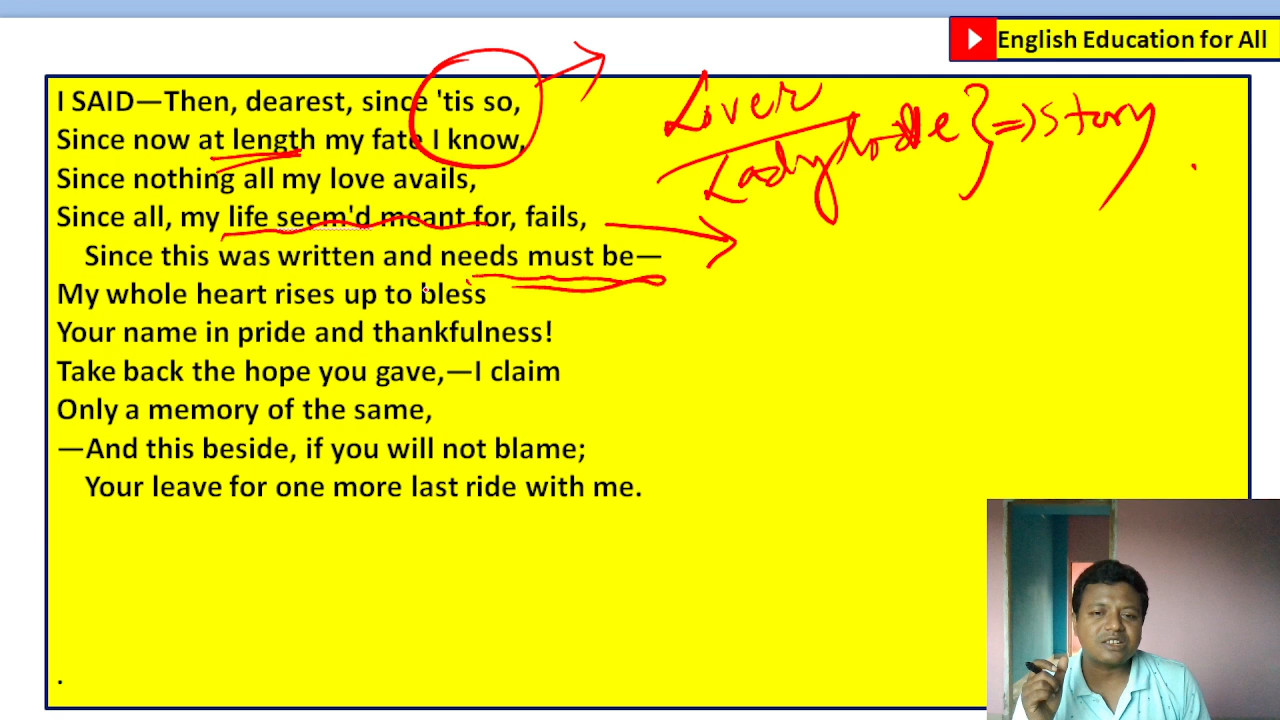 English Education for All
I SAID—Then, dearest, since 'tis so,
Since now at length my fate I know,
Since nothing all my love avails,
Since all, my life seem'd meant for, fails,
Since this was written and needs must be—
My whole heart rises up to bless
Your name in pride and thankfulness!
Take back the hope you gave,—I claim
Only a memory of the same,
—And this beside, if you will not blame;
Your leave for one more last ride with me.
.
Lover
Lady love } => Story